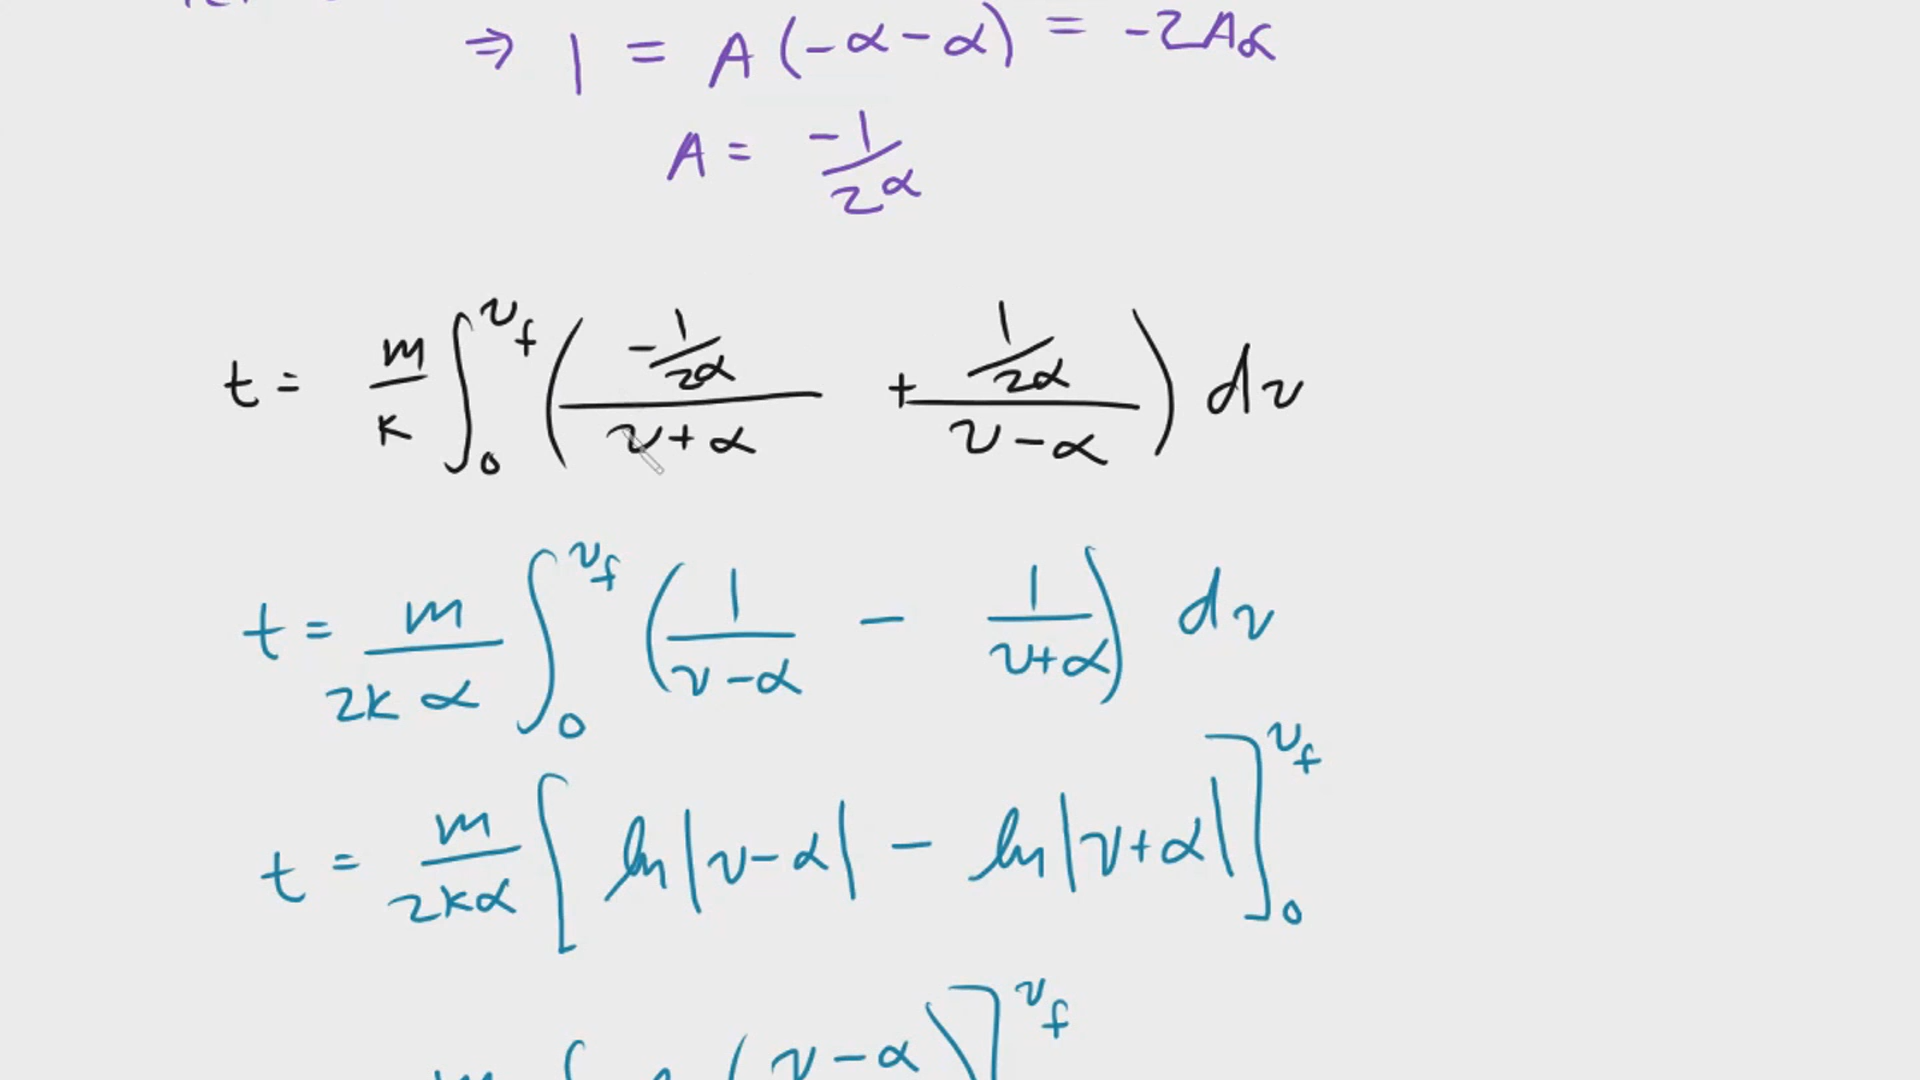 ⇒ 1 = A(-α-α) = -2Aα
A = -1/2α
t = m/k ∫₀^{v_f} ( (-1/2α)/(v+α) + (1/2α)/(v-α) ) dv
t = m/2kα ∫₀^{v_f} ( 1/(v-α) - 1/(v+α) ) dv
t = m/2kα [ ln|v-α| - ln|v+α| ]₀^{v_f}
(v-α ]^{v_f}